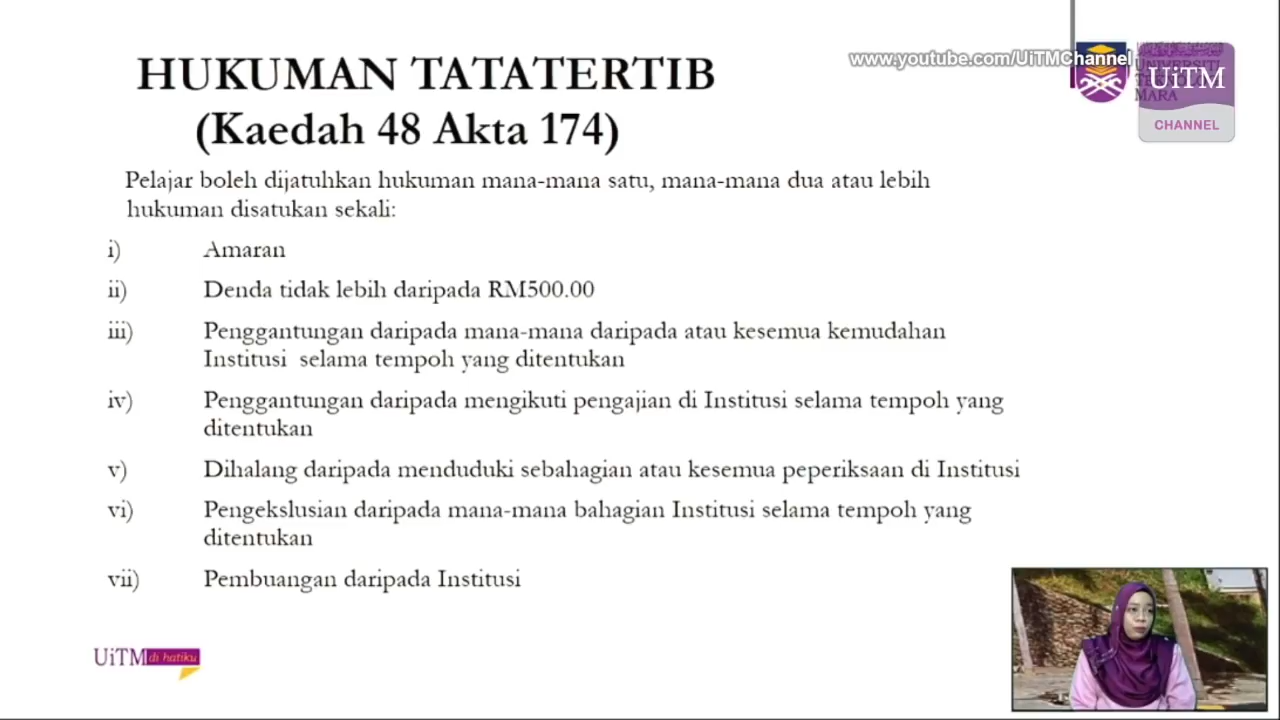 HUKUMAN TATATERTIB
(Kaedah 48 Akta 174)
www.youtube.com/UiTMChannel
UNIVERSITI
TEKNOLO
MARA
UiTM
CHANNEL
Pelajar boleh dijatuhkan hukuman mana-mana satu, mana-mana dua atau lebih
hukuman disatukan sekali:
i) Amaran
ii) Denda tidak lebih daripada RM500.00
iii) Penggantungan daripada mana-mana daripada atau kesemua kemudahan
Institusi selama tempoh yang ditentukan
iv) Penggantungan daripada mengikuti pengajian di Institusi selama tempoh yang
ditentukan
v) Dihalang daripada menduduki sebahagian atau kesemua peperiksaan di Institusi
vi) Pengekslusian daripada mana-mana bahagian Institusi selama tempoh yang
ditentukan
vii) Pembuangan daripada Institusi
UiTM di hatiku